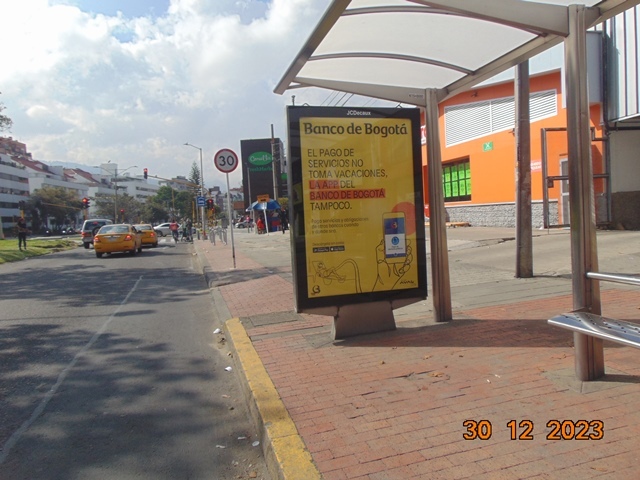 JCDecaux
Banco de Bogotá
EL PAGO DE
SERVICIOS NO
TOMA VACACIONES,
LA APP DEL
BANCO DE BOGOTÁ
TAMPOCO.
30
30 12 2023